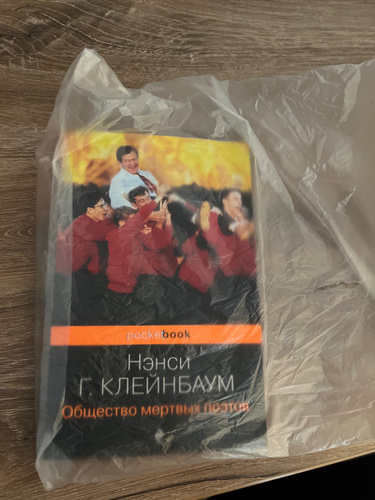 pocketbook
Нэнси
Г. КЛЕЙНБАУМ
Общество мертвых поэтов